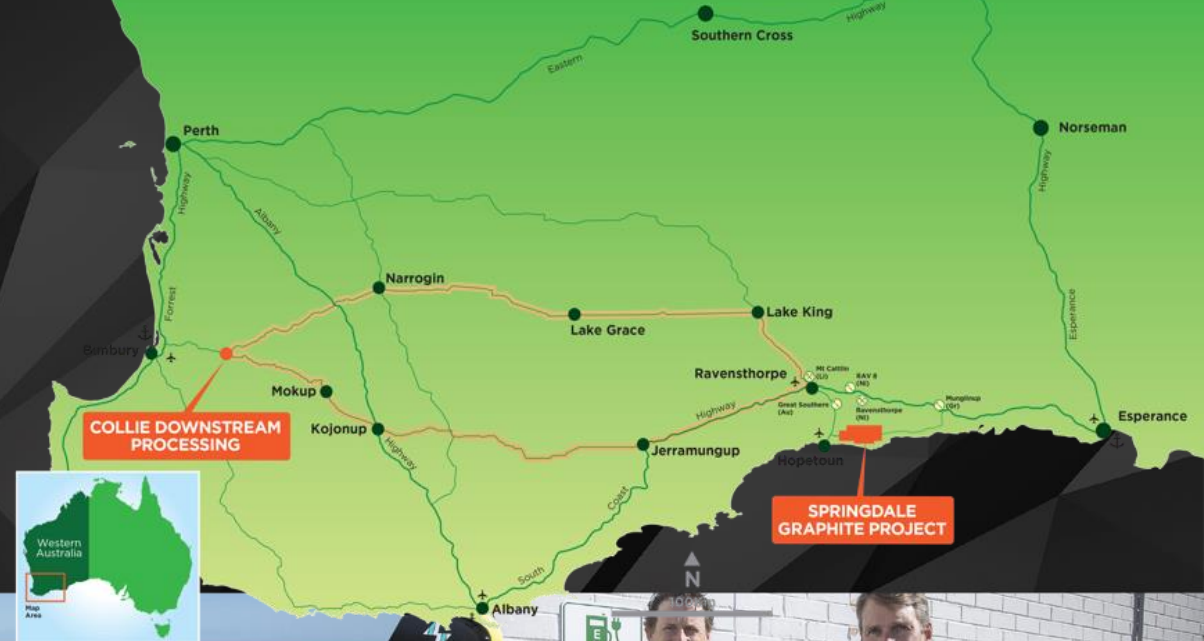 Southern Cross
Highway
Eastern
Perth
Norseman
Highway
Highway
Albany
Narrogin
Lake Grace
Lake King
Forrest
Esperance
Bunbury
Ravensthorpe
Mt Cattlin
(Li)
RAV 8
(Ni)
Great Southern
(Au)
Ravensthorpe
(Ni)
Munglinup
(Gr)
Mokup
Highway
Esperance
COLLIE DOWNSTREAM
PROCESSING
Kojonup
Highway
Jerramungup
Hopetoun
SPRINGDALE
GRAPHITE PROJECT
Western
Australia
Map
Area
Coast
South
Albany
N
E